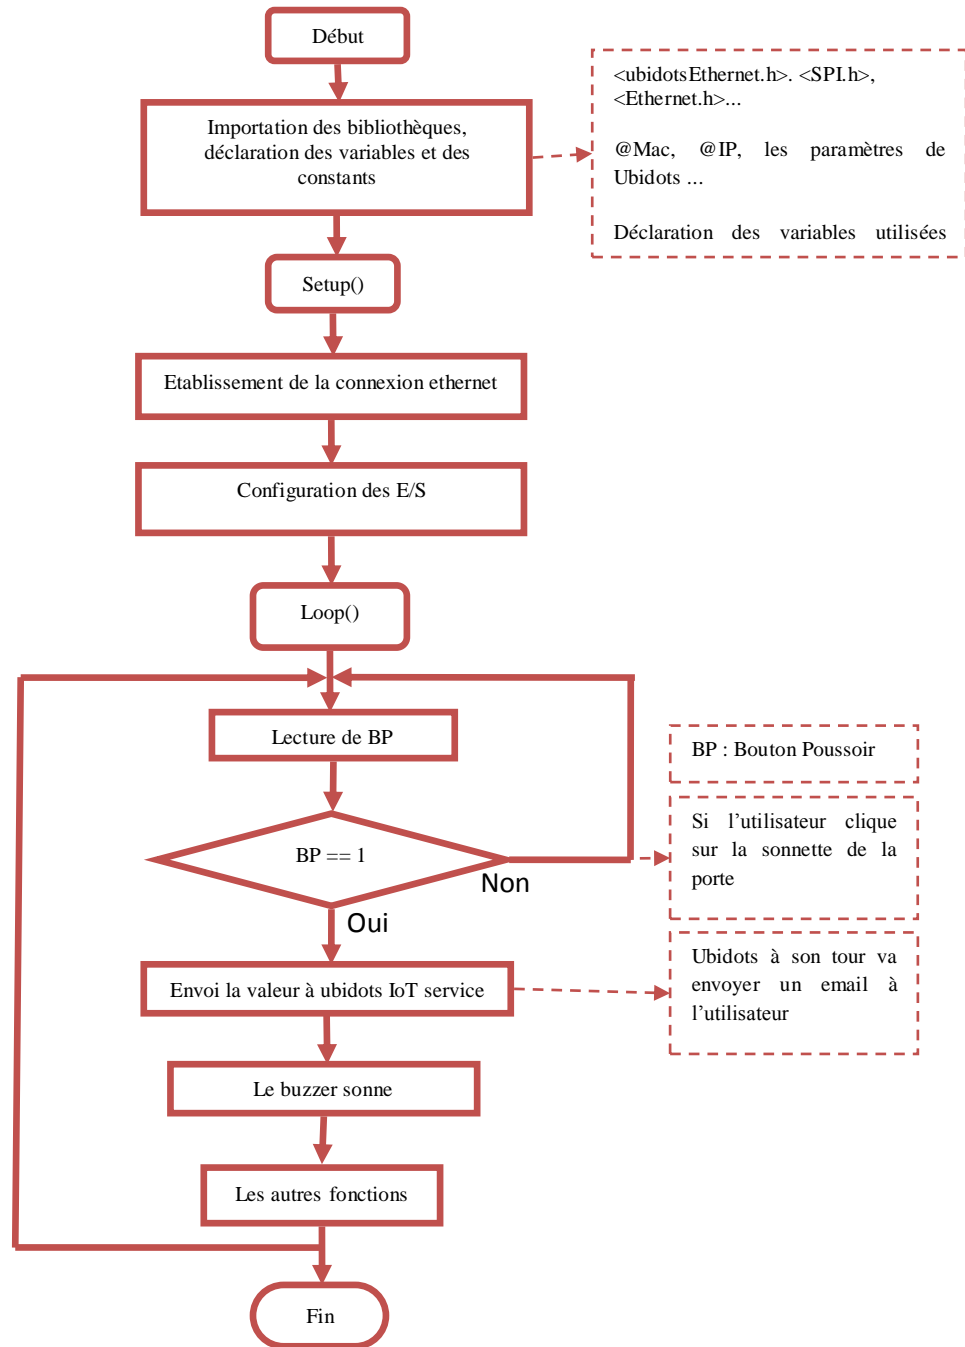 Début
<ubidotsEthernet.h>. <SPI.h>,
<Ethernet.h>...
@Mac, @IP, les paramètres de
Ubidots ...
Déclaration des variables utilisées
Importation des bibliothèques,
déclaration des variables et des
constants
Setup()
Etablissement de la connexion ethernet
Configuration des E/S
Loop()
Lecture de BP
BP : Bouton Poussoir
BP == 1
Non
Si l’utilisateur clique
sur la sonnette de la
porte
Oui
Envoi la valeur à ubidots IoT service
Ubidots à son tour va
envoyer un email à
l’utilisateur
Le buzzer sonne
Les autres fonctions
Fin